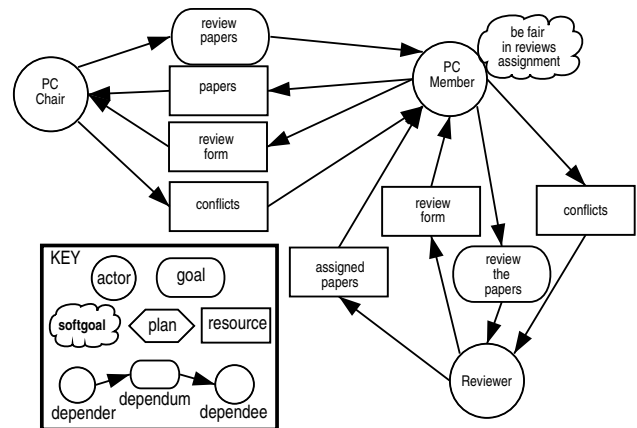 review
papers
PC
Chair
papers
review
form
conflicts
PC
Member
be fair
in reviews
assignment
review
form
conflicts
assigned
papers
review
the
papers
Reviewer
KEY
actor
goal
softgoal
plan
resource
depender
dependum
dependee